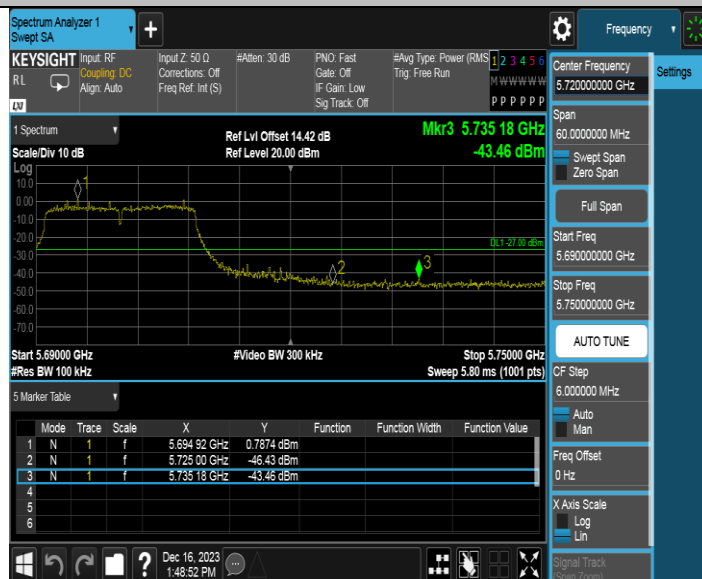 Spectrum Analyzer 1
Swept SA
Frequency
KEYSIGHT
RL
LXI
Input: RF
Coupling: DC
Align: Auto
Input Z: 50 Ω
Corrections: Off
Freq Ref: Int (S)
#Atten: 30 dB
PNO: Fast
Gate: Off
IF Gain: Low
Sig Track: Off
#Avg Type: Power (RMS
Trig: Free Run
1 2 3 4 5 6
M W W W W W
P P P P P P
1 Spectrum
Scale/Div 10 dB
Ref Lvl Offset 14.42 dB
Ref Level 20.00 dBm
Mkr3 5.735 18 GHz
-43.46 dBm
Log
10.0
0.00
-10.0
-20.0
-30.0
-40.0
-50.0
-60.0
-70.0
1
2
3
DL1 -27.00 dBm
Start 5.69000 GHz
#Video BW 300 kHz
Stop 5.75000 GHz
#Res BW 100 kHz
Sweep 5.80 ms (1001 pts)
5 Marker Table
Mode Trace Scale X Y Function Function Width Function Value
1 N 1 f 5.694 92 GHz 0.7874 dBm
2 N 1 f 5.725 00 GHz -46.43 dBm
3 N 1 f 5.735 18 GHz -43.46 dBm
4
5
6
Dec 16, 2023
1:48:52 PM
Settings
Center Frequency
5.720000000 GHz
Span
60.0000000 MHz
Swept Span
Zero Span
Full Span
Start Freq
5.690000000 GHz
Stop Freq
5.750000000 GHz
AUTO TUNE
CF Step
6.000000 MHz
Auto
Man
Freq Offset
0 Hz
X Axis Scale
Log
Lin
Signal Track
(Span Zoom)